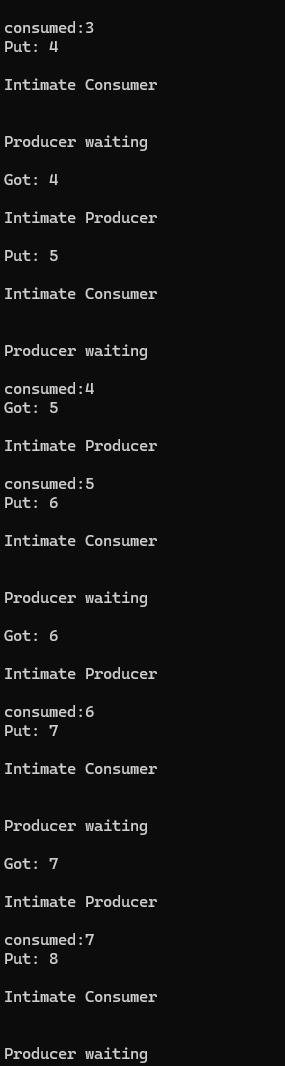 consumed:3
Put: 4
Intimate Consumer
Producer waiting
Got: 4
Intimate Producer
Put: 5
Intimate Consumer
Producer waiting
consumed:4
Got: 5
Intimate Producer
consumed:5
Put: 6
Intimate Consumer
Producer waiting
Got: 6
Intimate Producer
consumed:6
Put: 7
Intimate Consumer
Producer waiting
Got: 7
Intimate Producer
consumed:7
Put: 8
Intimate Consumer
Producer waiting